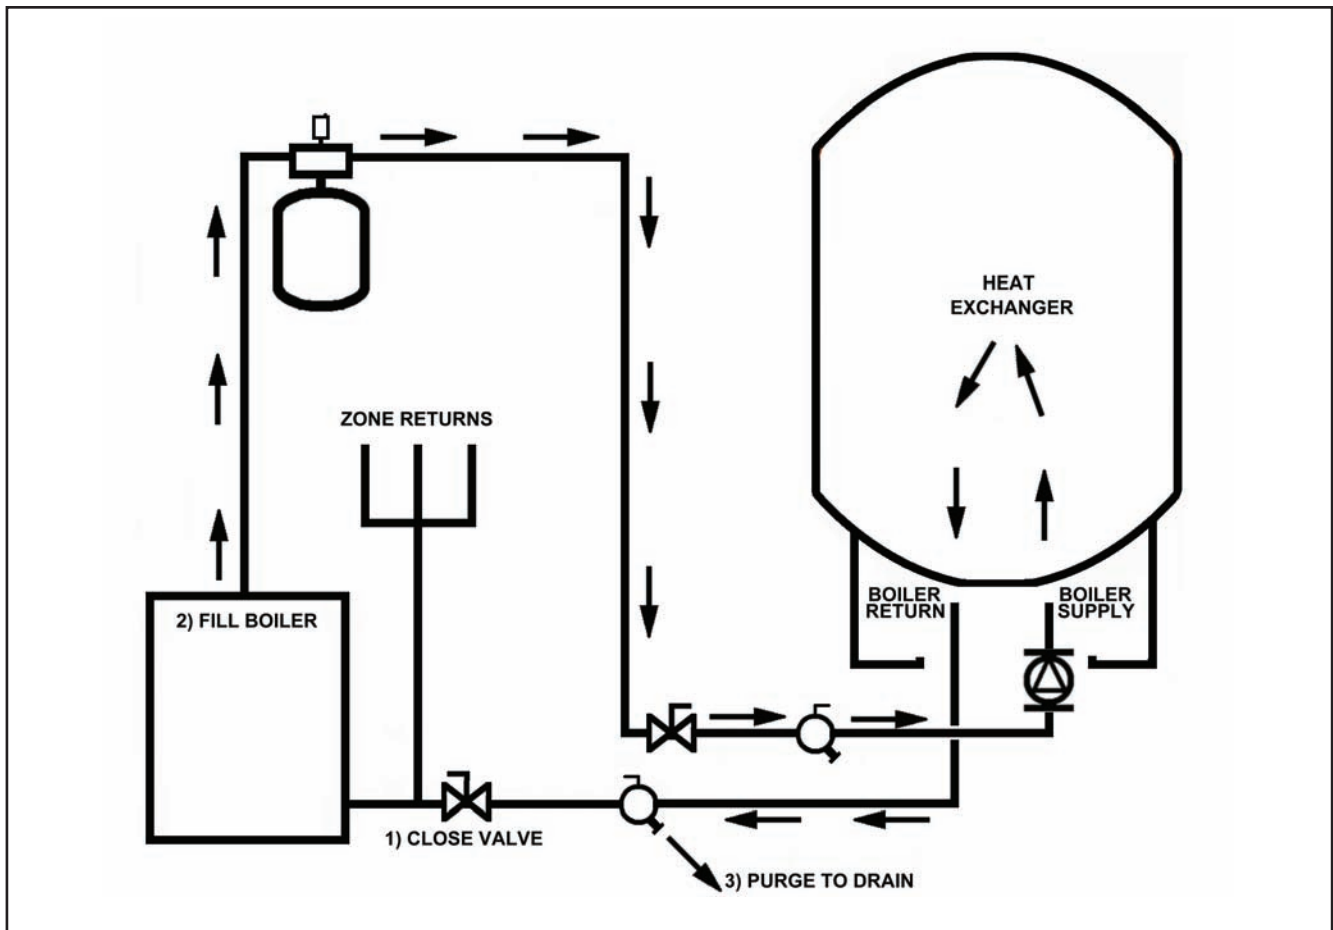 HEAT
EXCHANGER
ZONE RETURNS
2) FILL BOILER
BOILER
RETURN
BOILER
SUPPLY
1) CLOSE VALVE
3) PURGE TO DRAIN